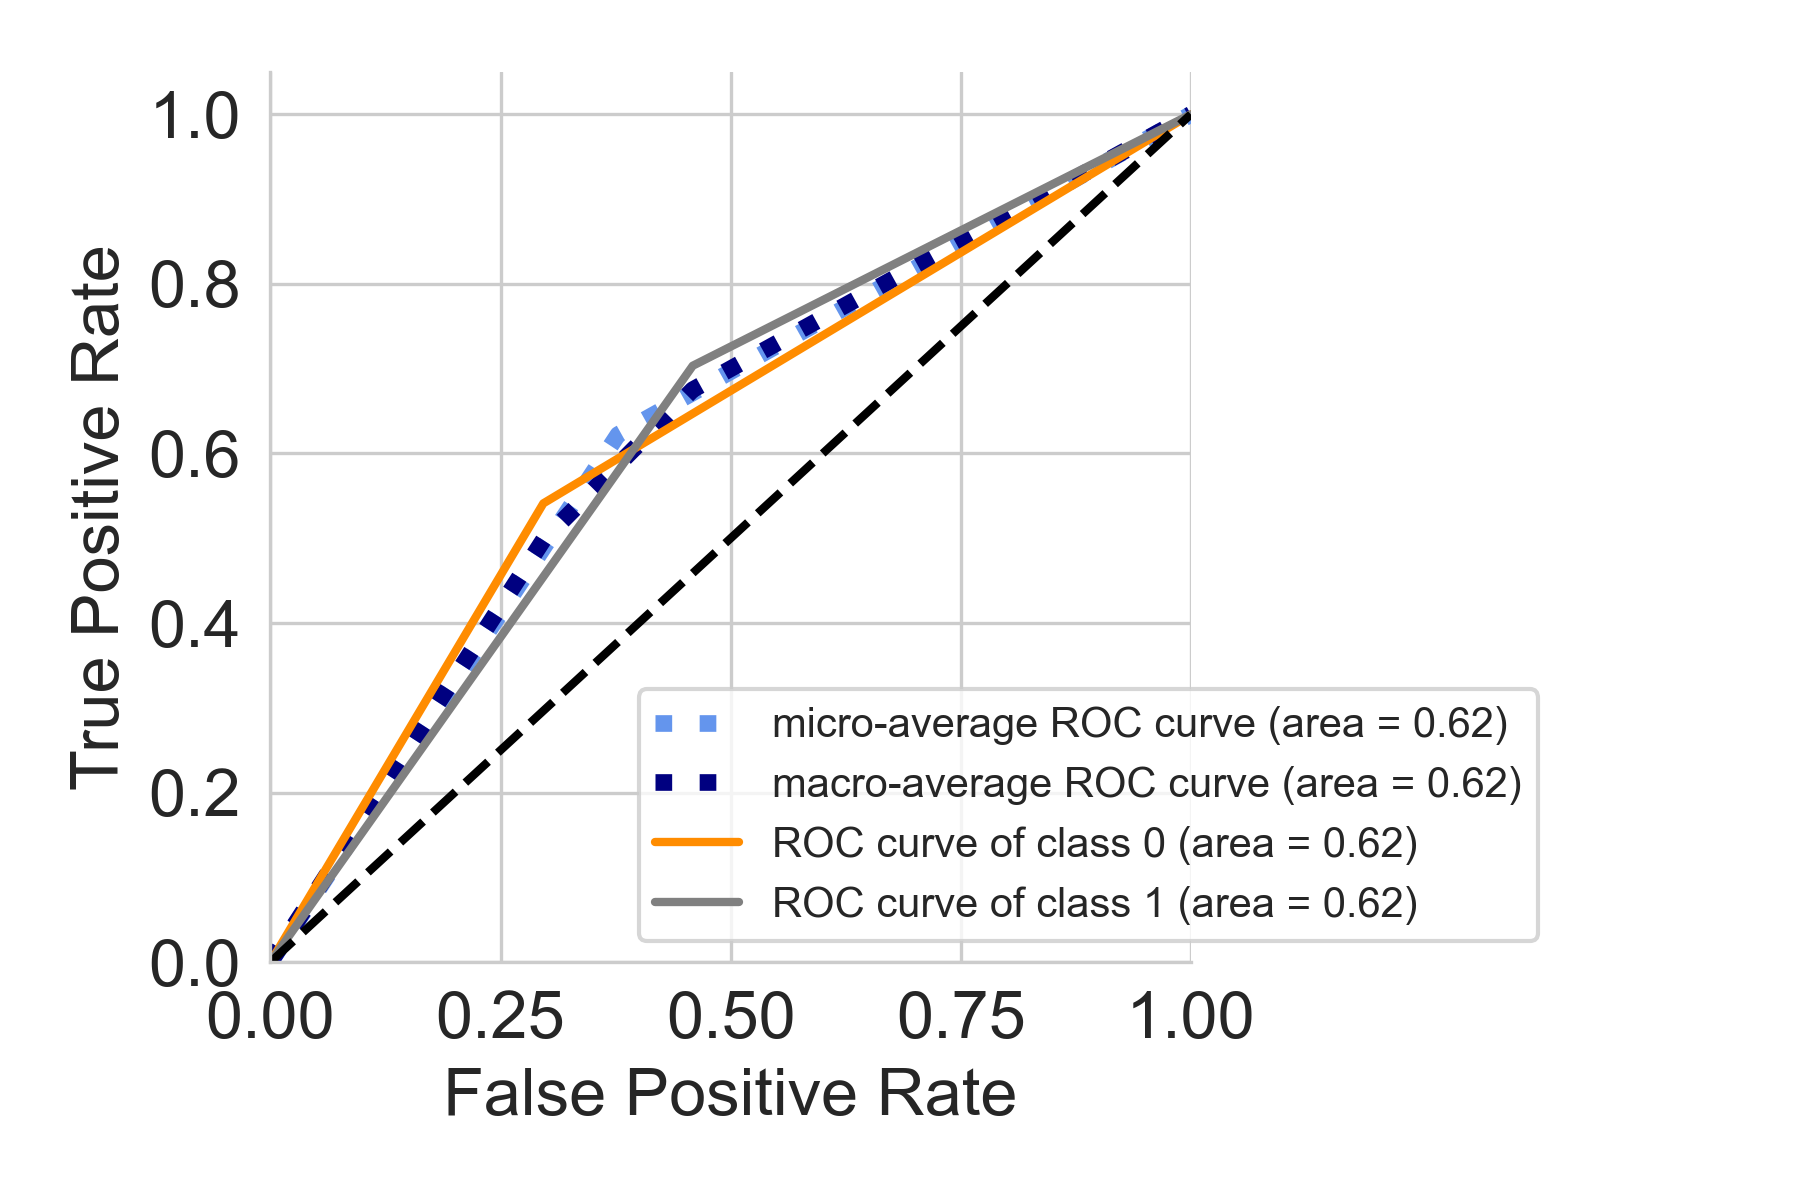 True Positive Rate
1.0
0.8
0.6
0.4
0.2
0.0
0.00 0.25 0.50 0.75 1.00
False Positive Rate
micro-average ROC curve (area = 0.62)
macro-average ROC curve (area = 0.62)
ROC curve of class 0 (area = 0.62)
ROC curve of class 1 (area = 0.62)